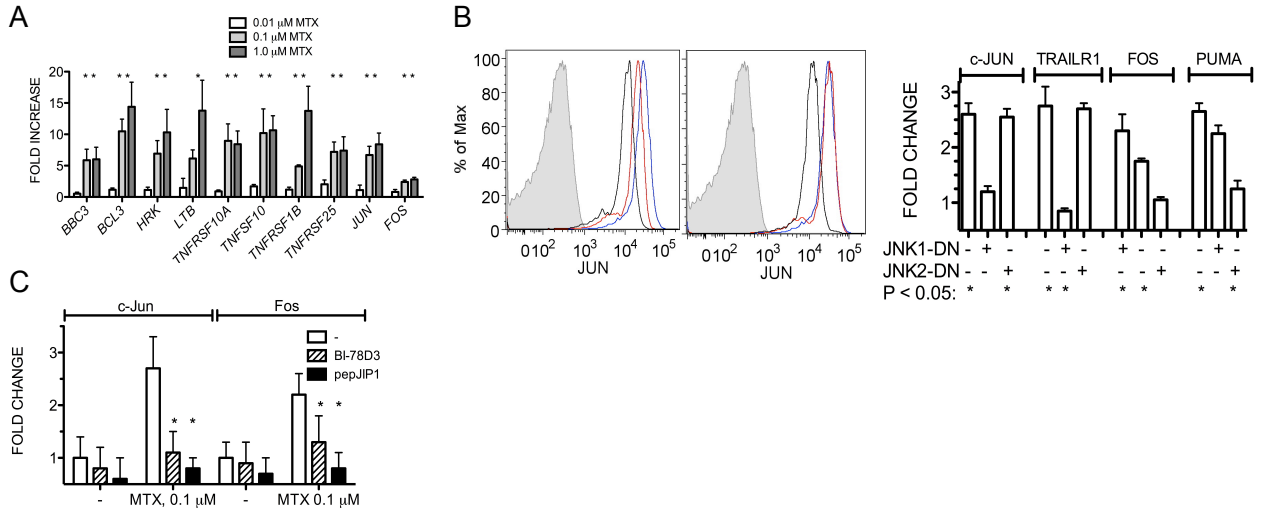 A
0.01 µM MTX
0.1 µM MTX
1.0 µM MTX
FOLD INCREASE
20
15
10
5
0
* * * * * * * * * * * * * * * * * * *
BBC3 BCL3 HRK LTB TNFRSF10A TNFSF10 TNFRSF1B TNFRSF25 JUN FOS
B
% of Max
100
80
60
40
20
0
0 10² 10³ 10⁴ 10⁵
JUN
0 10² 10³ 10⁴ 10⁵
JUN
c-JUN TRAILR1 FOS PUMA
FOLD CHANGE
3
2
1
JNK1-DN - + - - + - + - - - + -
JNK2-DN - - + - - + - - + - - +
P < 0.05: * * * * * * * *
C
c-Jun Fos
FOLD CHANGE
3
2
1
-
BI-78D3
pepJIP1
* * * *
- MTX, 0.1 µM - MTX 0.1 µM